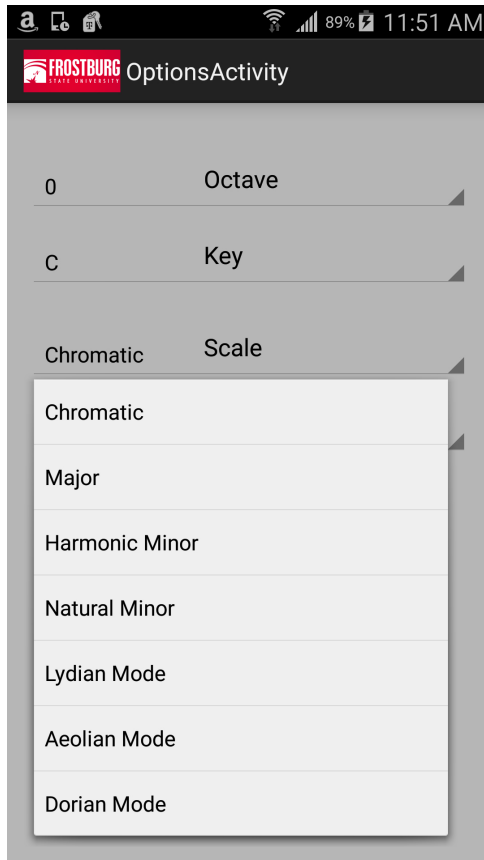 89% 11:51 AM
FROSTBURG
STATE UNIVERSITY
OptionsActivity
0 Octave
C Key
Chromatic Scale
Chromatic
Major
Harmonic Minor
Natural Minor
Lydian Mode
Aeolian Mode
Dorian Mode